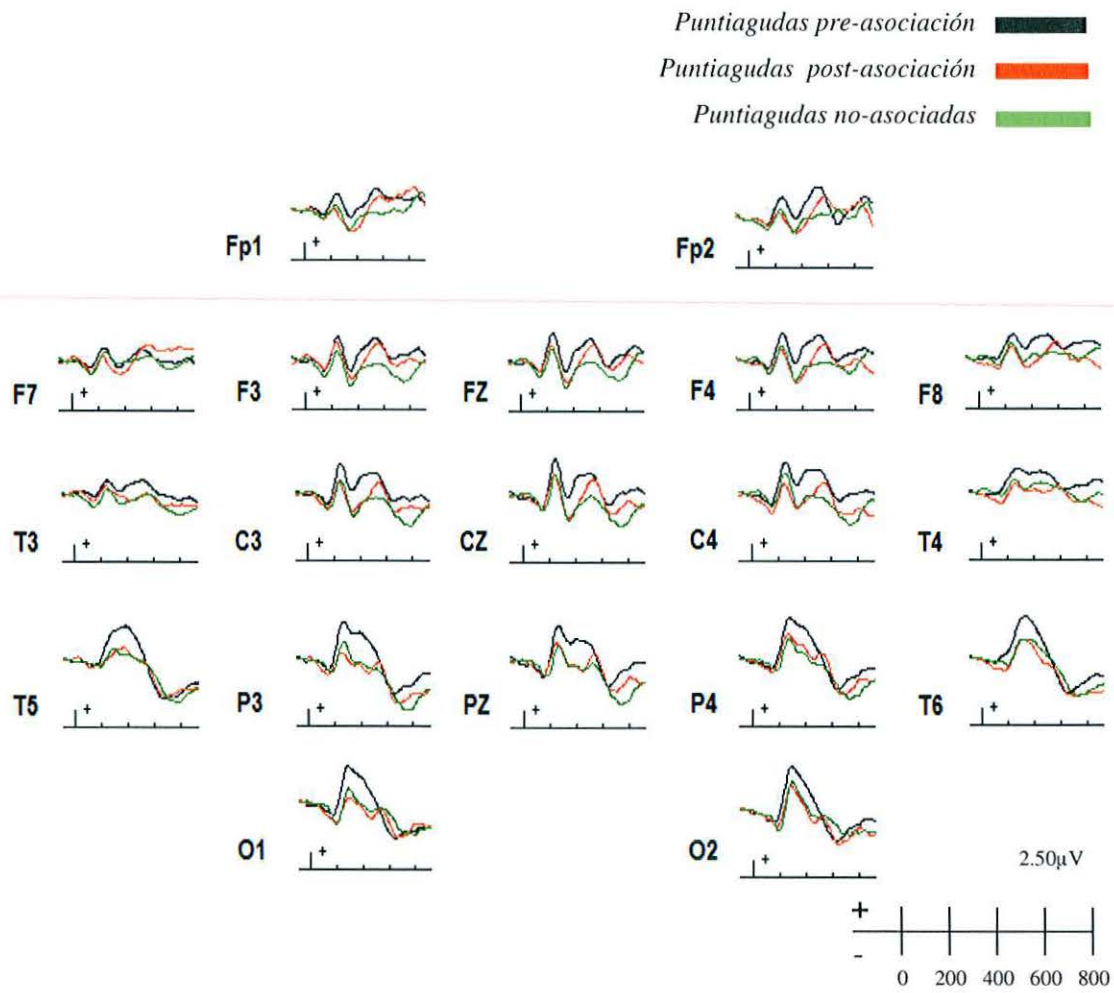 Puntiagudas pre-asociación
Puntiagudas post-asociación
Puntiagudas no-asociadas
Fp1 + Fp2 +
F7 + F3 + FZ + F4 + F8 +
T3 + C3 + CZ + C4 + T4 +
T5 + P3 + PZ + P4 + T6 +
O1 + O2 +
2.50µV
+
-
0 200 400 600 800